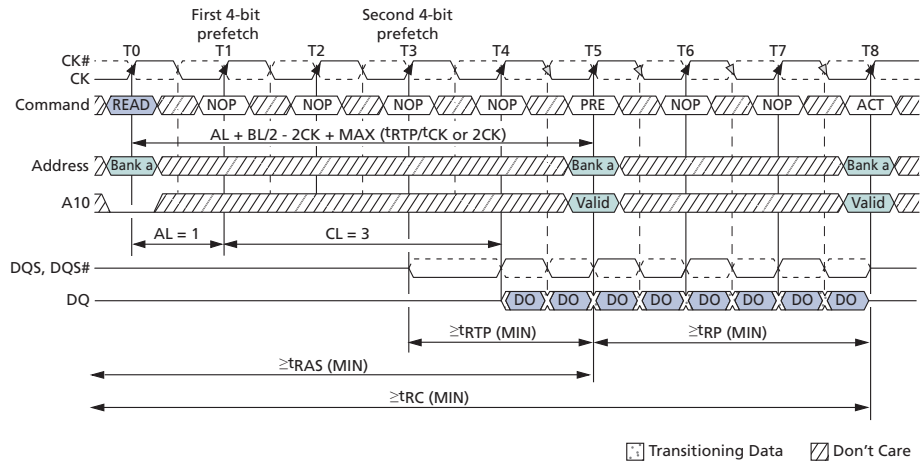 First 4-bit prefetch Second 4-bit prefetch
T0 T1 T2 T3 T4 T5 T6 T7 T8
CK#
CK
Command READ NOP NOP NOP NOP PRE NOP NOP ACT
AL + BL/2 - 2CK + MAX (tRTP/tCK or 2CK)
Address Bank a Bank a Bank a
A10 Valid Valid
AL = 1 CL = 3
DQS, DQS#
DQ DO DO DO DO DO DO DO DO
≥tRTP (MIN) ≥tRP (MIN)
≥tRAS (MIN)
≥tRC (MIN)
Transitioning Data Don't Care